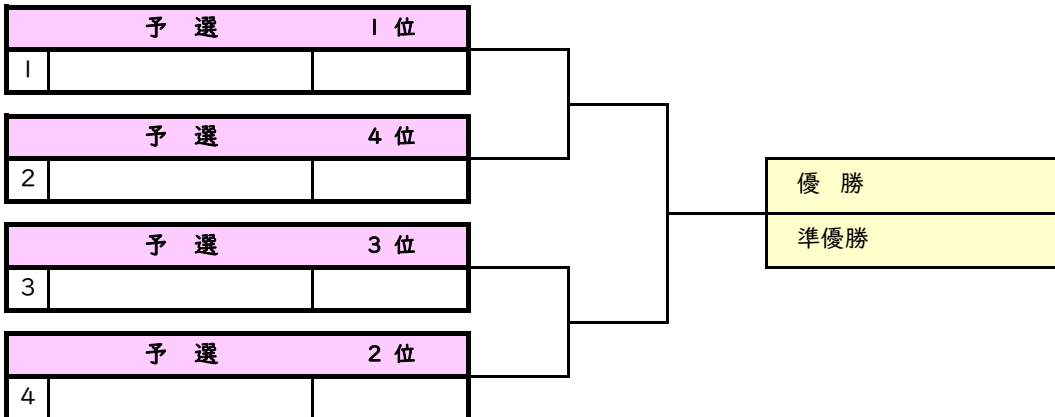 予 選 1 位
1
予 選 4 位
2
優 勝
予 選 3 位
準優勝
3
予 選 2 位
4